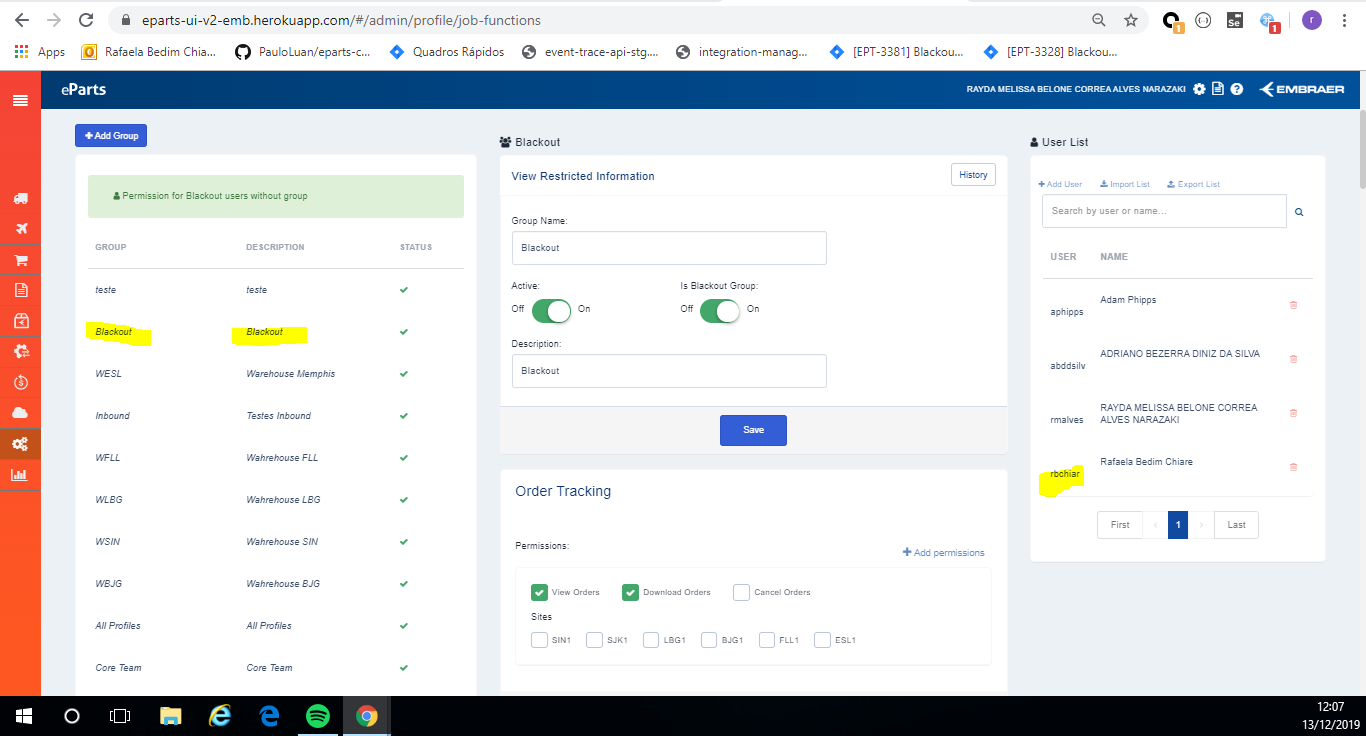 eparts-ui-v2-emb.herokuapp.com/#/admin/profile/job-functions
1
Se
1
r
Apps
Rafaela Bedim Chia...
PauloLuan/eparts-c...
Quadros Rápidos
event-trace-api-stg....
integration-manag...
[EPT-3381] Blackou...
[EPT-3328] Blackou...
eParts
RAYDA MELISSA BELONE CORREA ALVES NARAZAKI
EMBRAER
Add Group
Permission for Blackout users without group
GROUP DESCRIPTION STATUS
teste teste
Blackout Blackout
WESL Warehouse Memphis
Inbound Testes Inbound
WFLL Wahrehouse FLL
WLBG Wahrehouse LBG
WSIN Wahrehouse SIN
WBJG Wahrehouse BJG
All Profiles All Profiles
Core Team Core Team
Blackout
View Restricted Information
History
Group Name:
Blackout
Active: Is Blackout Group:
Off On Off On
Description:
Blackout
Save
Order Tracking
Permissions:
Add permissions
View Orders Download Orders Cancel Orders
Sites
SIN1 SJK1 LBG1 BJG1 FLL1 ESL1
User List
Add User Import List Export List
Search by user or name...
USER NAME
aphipps Adam Phipps
abddsilv ADRIANO BEZERRA DINIZ DA SILVA
rmalves RAYDA MELISSA BELONE CORREA
ALVES NARAZAKI
rbchiar Rafaela Bedim Chiare
First ‹ 1 › Last
12:07
13/12/2019